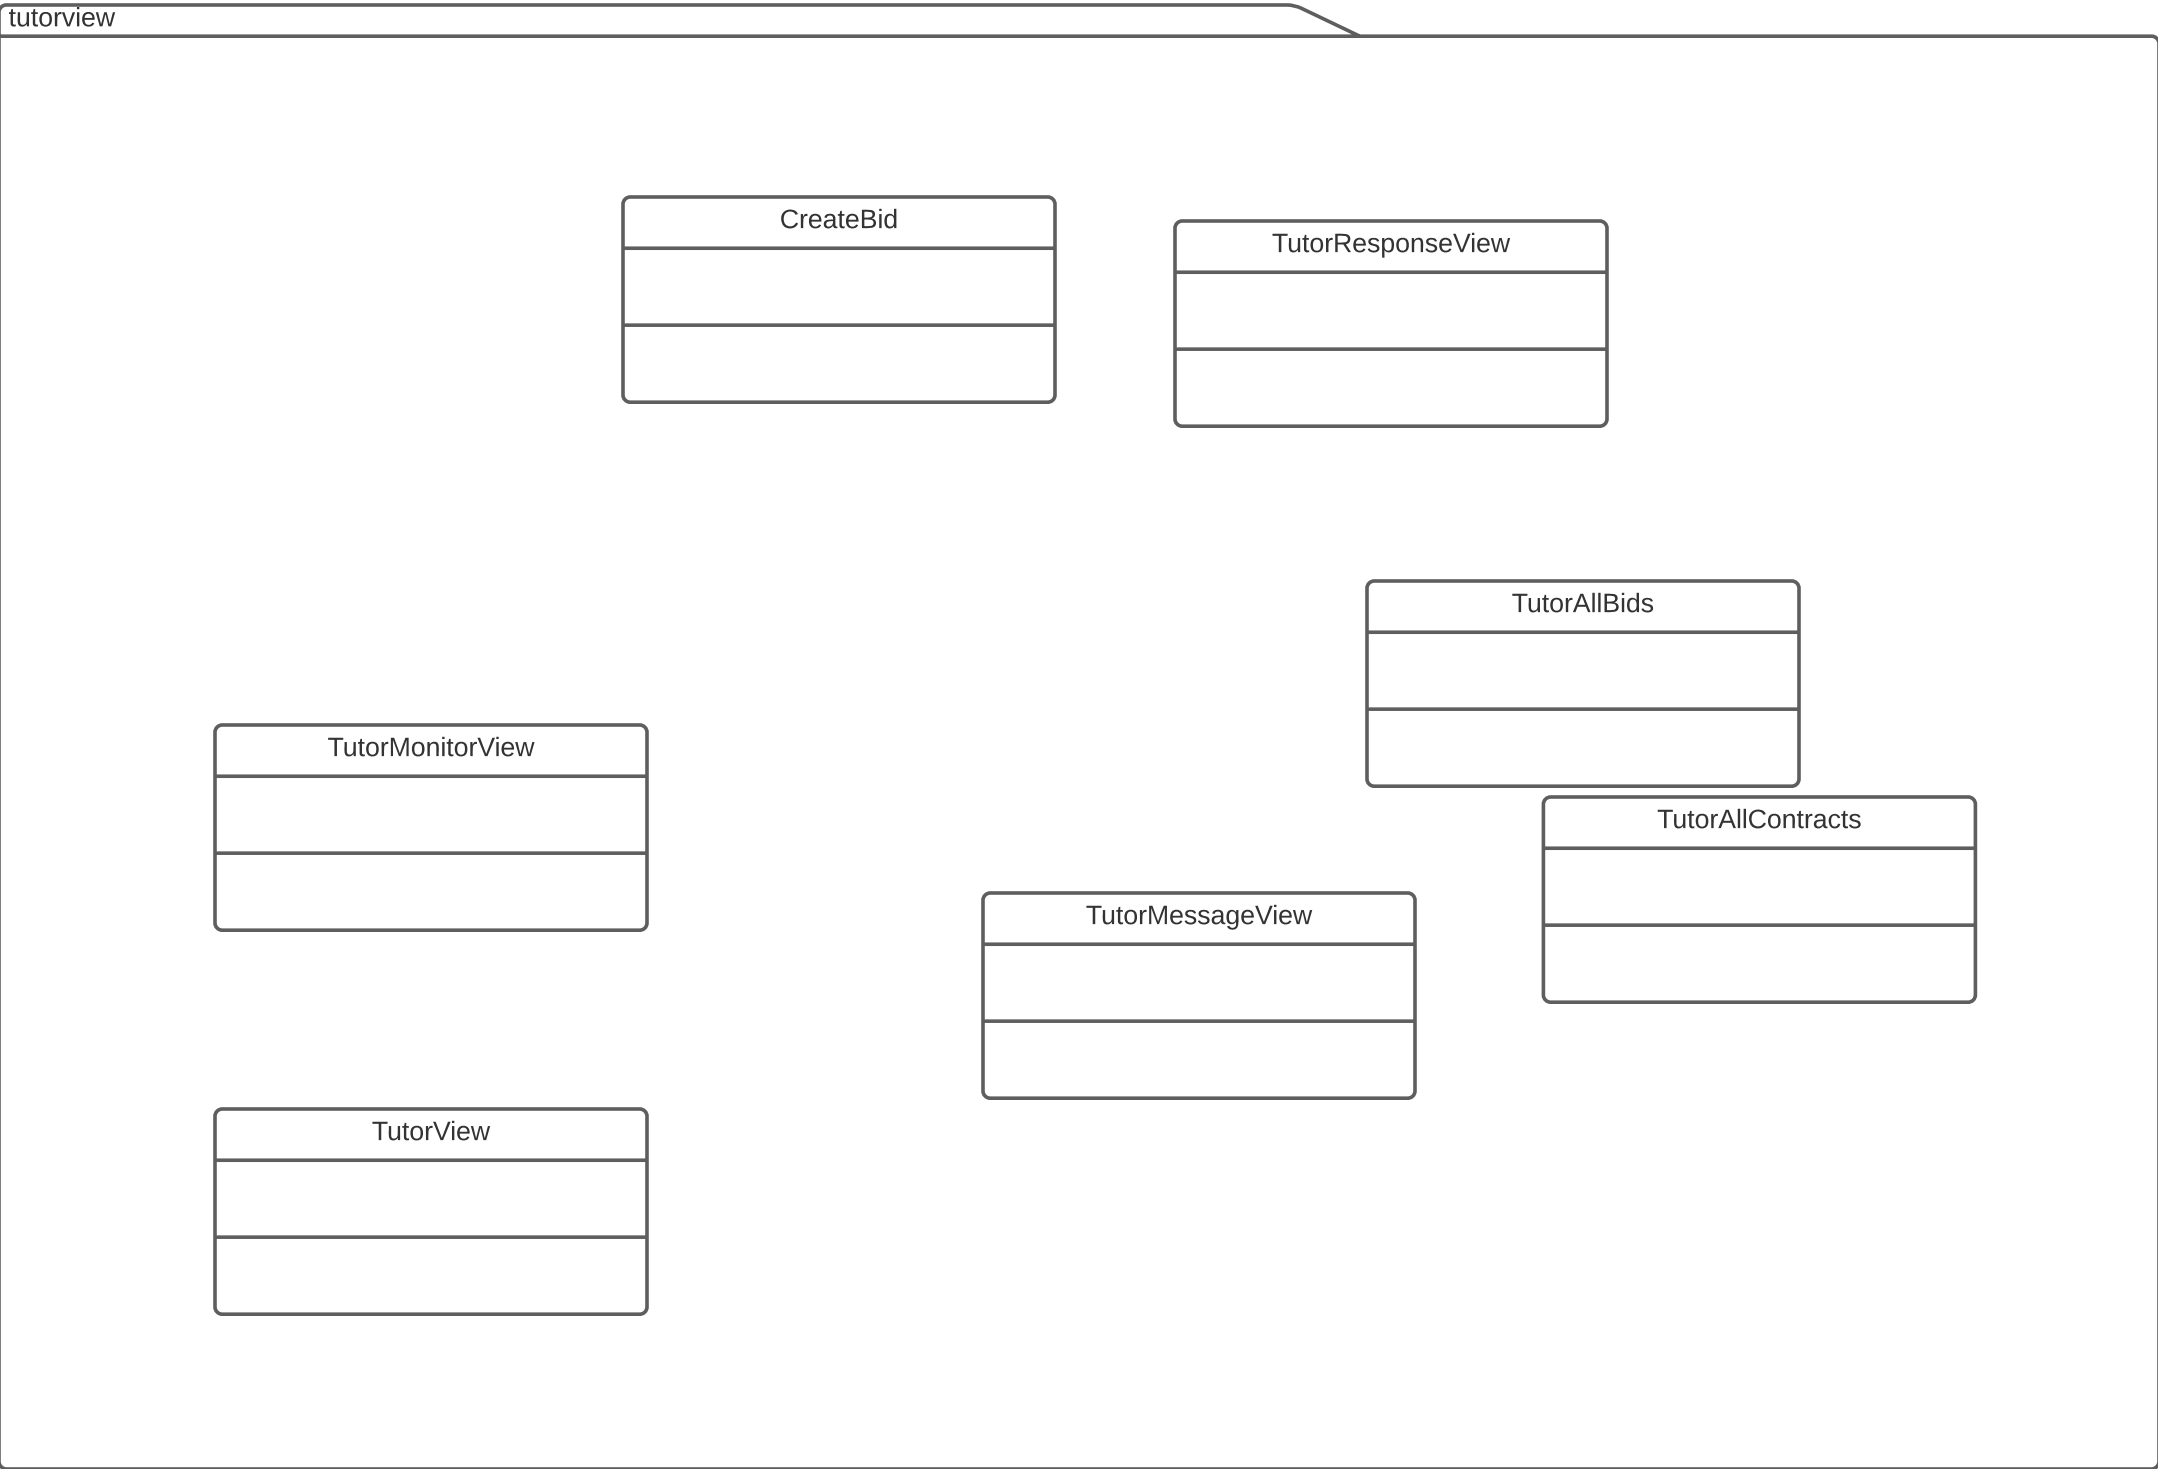 tutorview
CreateBid
TutorResponseView
TutorAllBids
TutorMonitorView
TutorAllContracts
TutorMessageView
TutorView